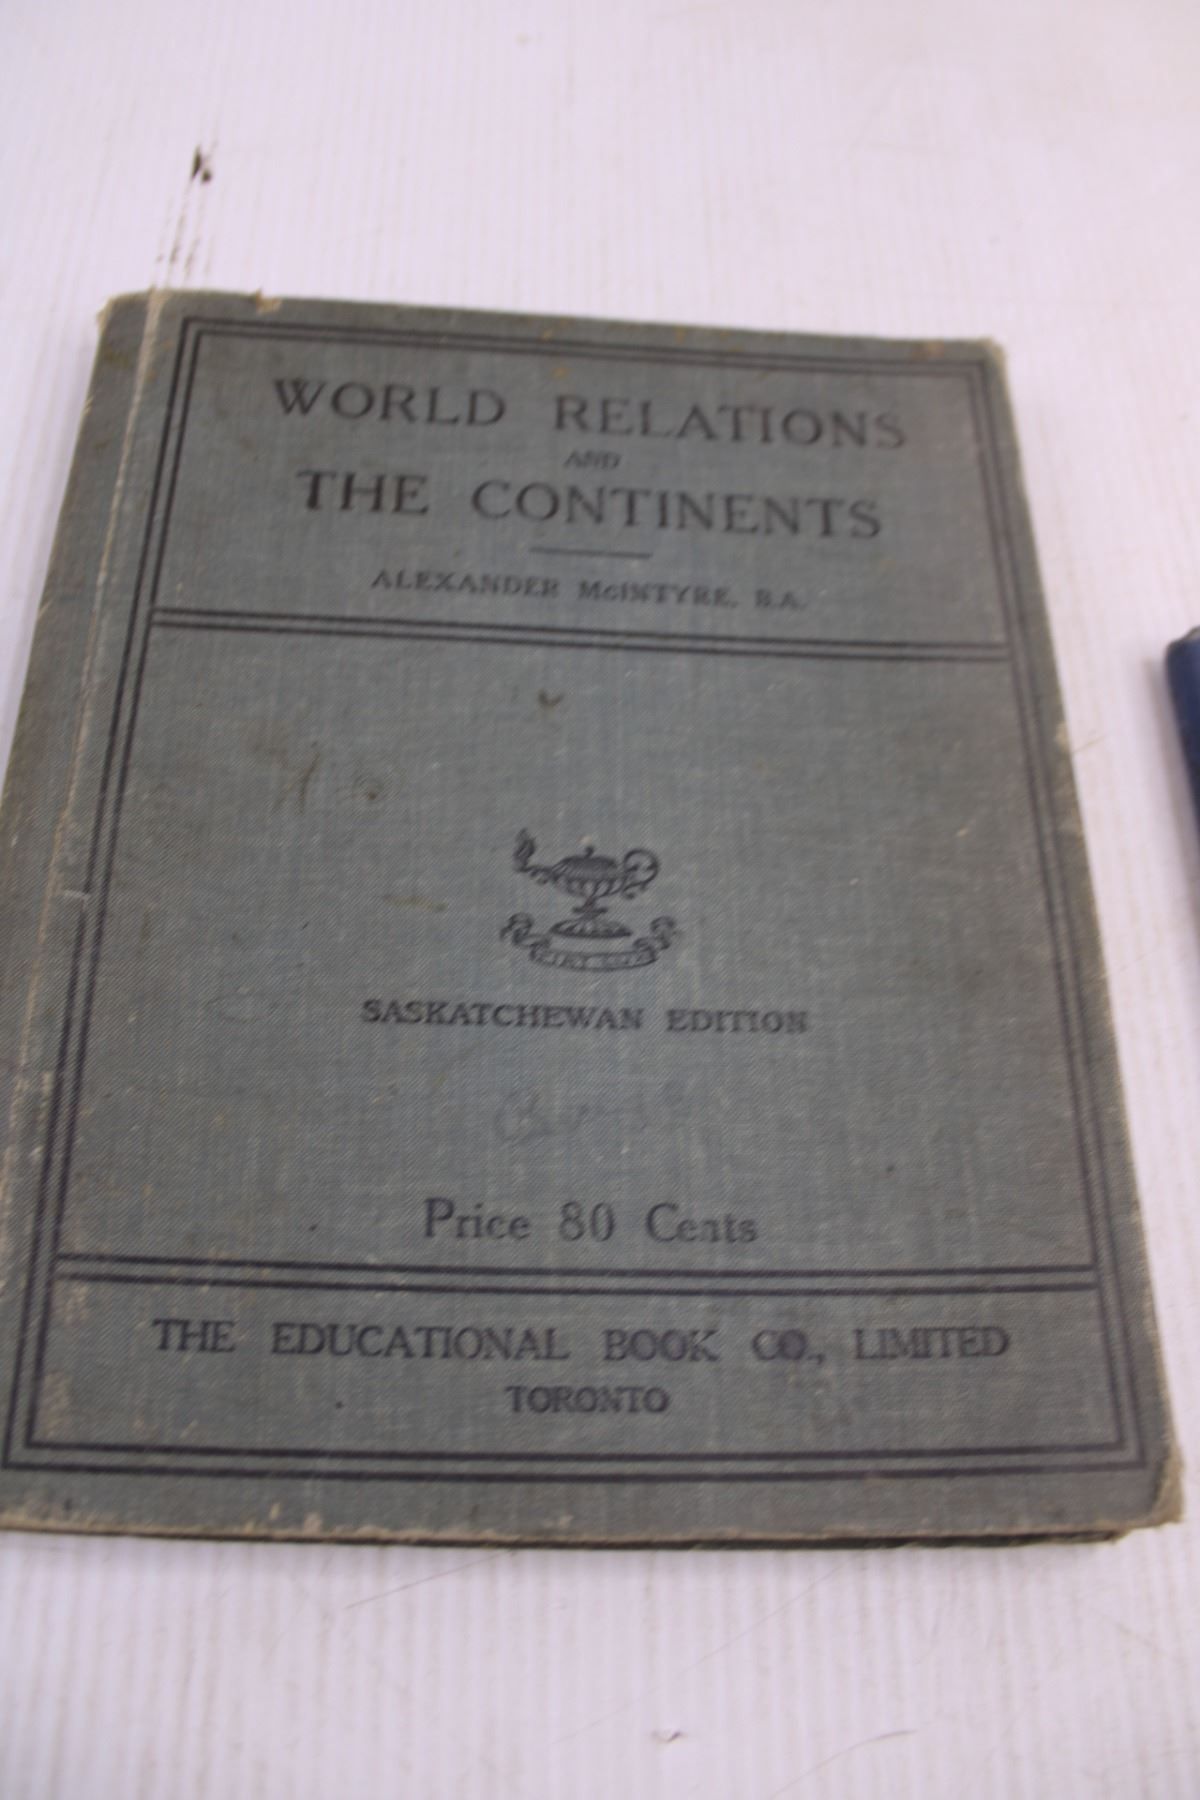 WORLD RELATIONS
AND
THE CONTINENTS
ALEXANDER McINTYRE, B.A.
SASKATCHEWAN EDITION
Price 80 Cents
THE EDUCATIONAL BOOK CO., LIMITED
TORONTO